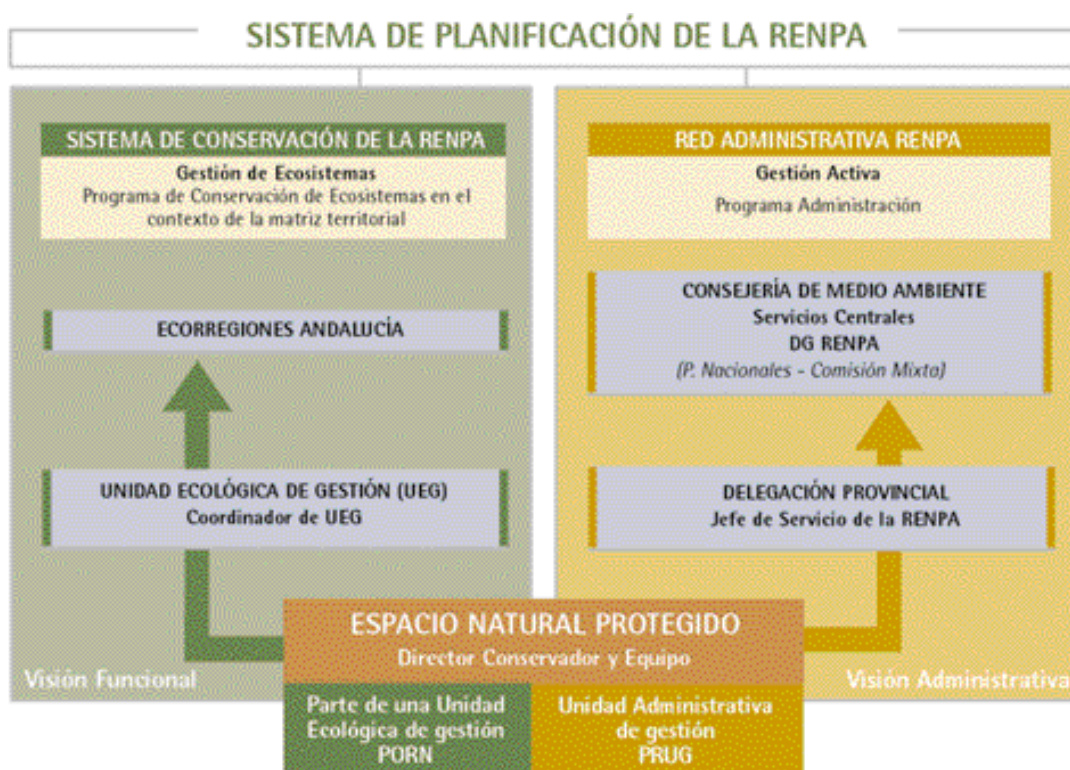 SISTEMA DE PLANIFICACIÓN DE LA RENPA
SISTEMA DE CONSERVACIÓN DE LA RENPA
Gestión de Ecosistemas
Programa de Conservación de Ecosistemas en el
contexto de la matriz territorial
ECORREGIONES ANDALUCÍA
UNIDAD ECOLÓGICA DE GESTIÓN (UEG)
Coordinador de UEG
Visión Funcional
RED ADMINISTRATIVA RENPA
Gestión Activa
Programa Administración
CONSEJERÍA DE MEDIO AMBIENTE
Servicios Centrales
DG RENPA
(P. Nacionales - Comisión Mixta)
DELEGACIÓN PROVINCIAL
Jefe de Servicio de la RENPA
Visión Administrativa
ESPACIO NATURAL PROTEGIDO
Director Conservador y Equipo
Parte de una Unidad
Ecológica de gestión
PORN
Unidad Administrativa
de gestión
PRUG